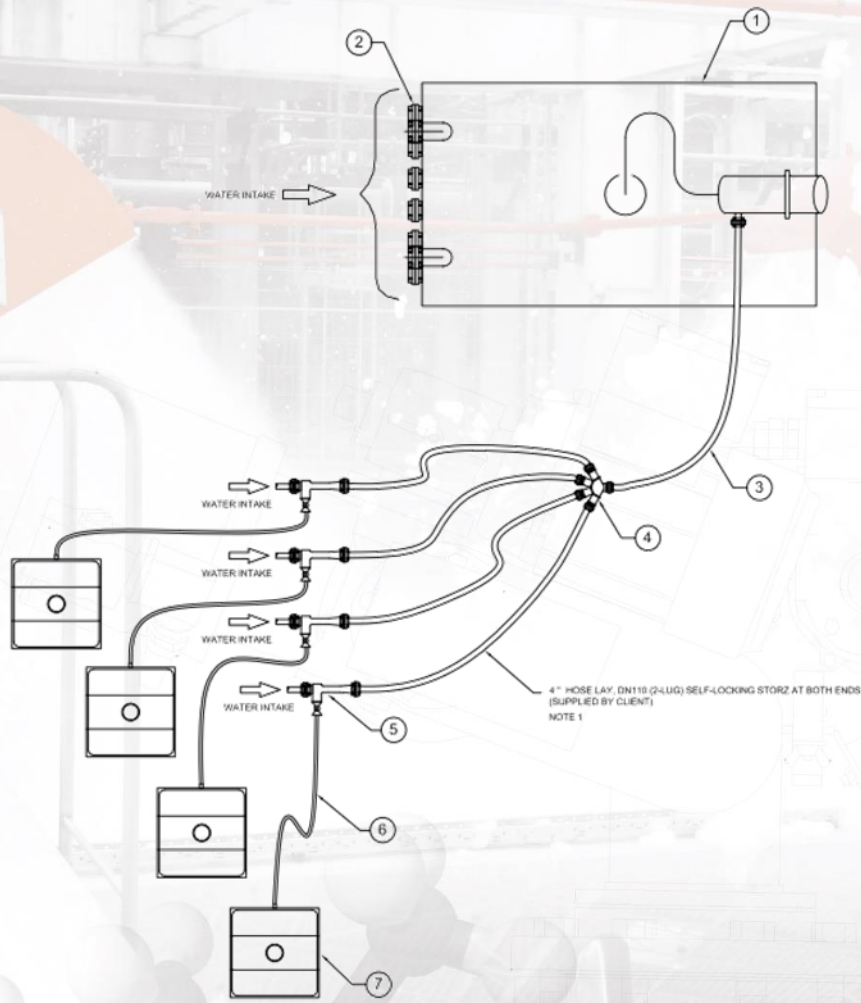 1
2
WATER INTAKE
3
4
WATER INTAKE
WATER INTAKE
WATER INTAKE
WATER INTAKE
4" HOSE LAY, DN110 (2-LUG) SELF-LOCKING STORZ AT BOTH ENDS
(SUPPLIED BY CLIENT)
NOTE 1
5
6
7